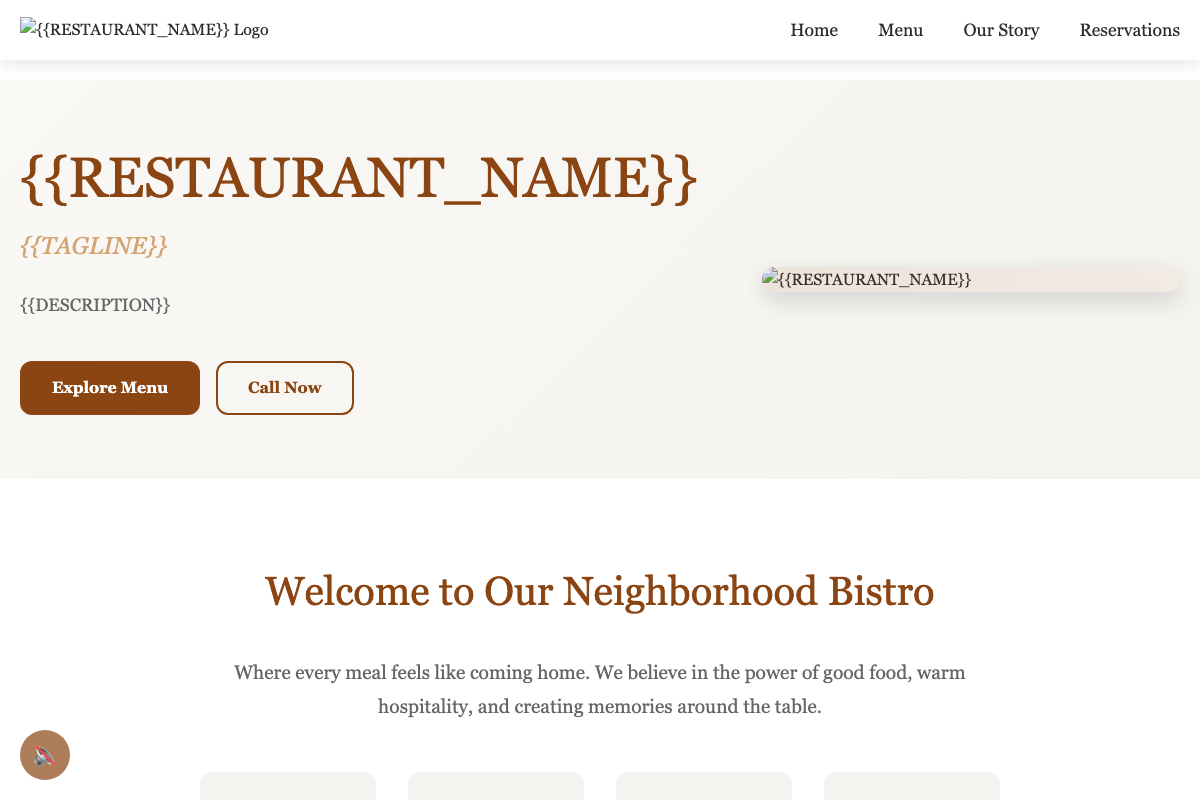 {{RESTAURANT_NAME}} Logo
Home
Menu
Our Story
Reservations
{{RESTAURANT_NAME}}
{{TAGLINE}}
{{DESCRIPTION}}
Explore Menu
Call Now
{{RESTAURANT_NAME}}
Welcome to Our Neighborhood Bistro
Where every meal feels like coming home. We believe in the power of good food, warm
hospitality, and creating memories around the table.